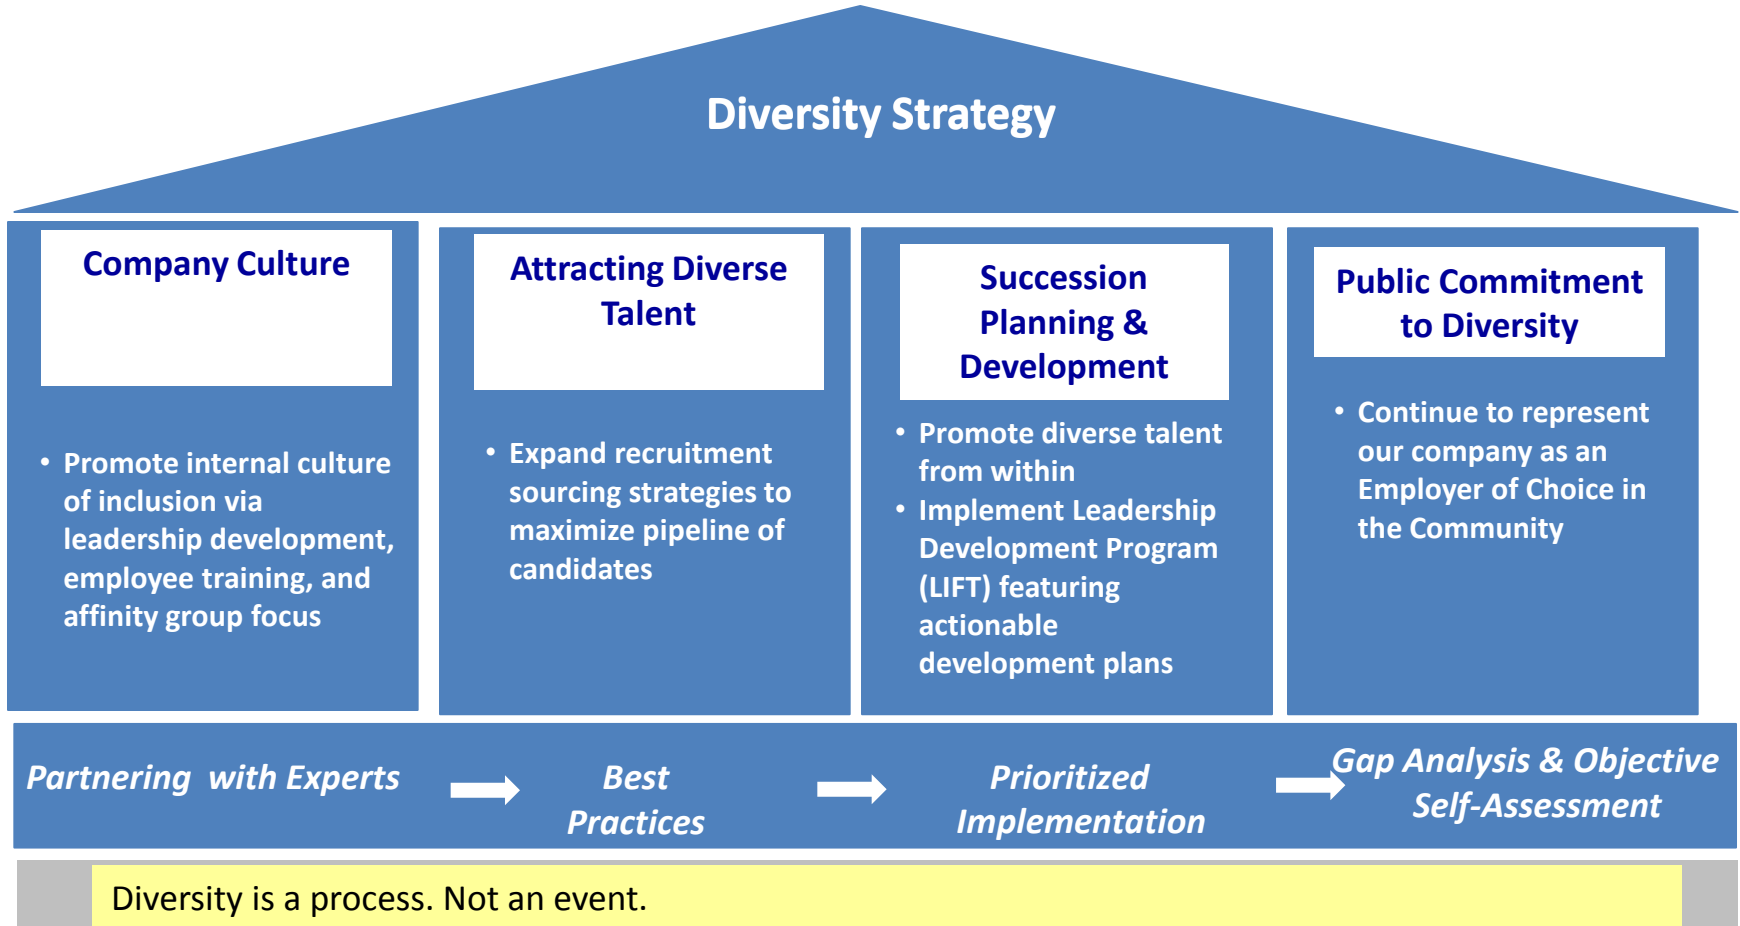 Diversity Strategy
Company Culture
• Promote internal culture
of inclusion via
leadership development,
employee training, and
affinity group focus
Attracting Diverse
Talent
• Expand recruitment
sourcing strategies to
maximize pipeline of
candidates
Succession
Planning &
Development
• Promote diverse talent
from within
• Implement Leadership
Development Program
(LIFT) featuring
actionable
development plans
Public Commitment
to Diversity
• Continue to represent
our company as an
Employer of Choice in
the Community
Partnering with Experts
Best
Practices
Prioritized
Implementation
Gap Analysis & Objective
Self-Assessment
Diversity is a process. Not an event.